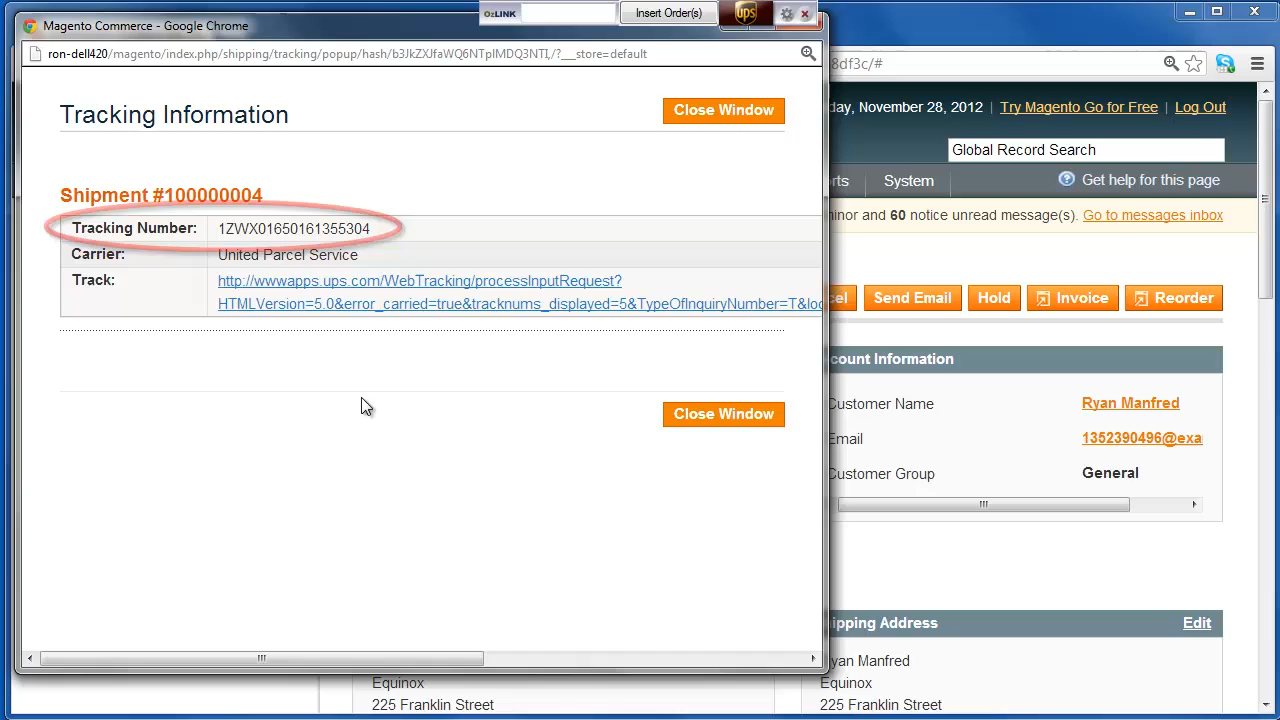 Magento Commerce - Google Chrome
OzLINK
Insert Order(s)
ups
ron-dell420/magento/index.php/shipping/tracking/popup/hash/b3JkZXJfaWQ6NTpIMDQ3NTI,/?___store=default
8df3c/#
Tracking Information
Close Window
day, November 28, 2012 | Try Magento Go for Free | Log Out
Global Record Search
orts
System
Get help for this page
Shipment #100000004
minor and 60 notice unread message(s). Go to messages inbox
Tracking Number: 1ZWX01650161355304
Carrier: United Parcel Service
Track: http://wwwapps.ups.com/WebTracking/processInputRequest?
HTMLVersion=5.0&error_carried=true&tracknums_displayed=5&TypeOfInquiryNumber=T&loc
cel
Send Email
Hold
Invoice
Reorder
count Information
Customer Name
Ryan Manfred
Close Window
Email
1352390496@exa
Customer Group
General
ipping Address
Edit
yan Manfred
Equinox
Equinox
225 Franklin Street
225 Franklin Street